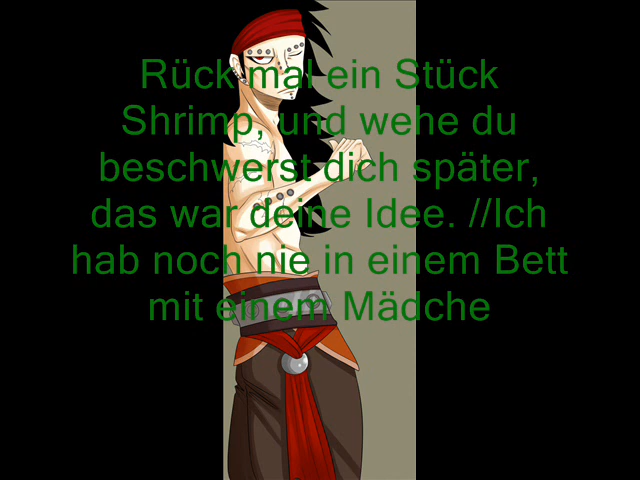 Rück mal ein Stück
Shrimp, und wehe du
beschwerst dich später,
das war deine Idee. //Ich
hab noch nie in einem Bett
mit einem Mädche